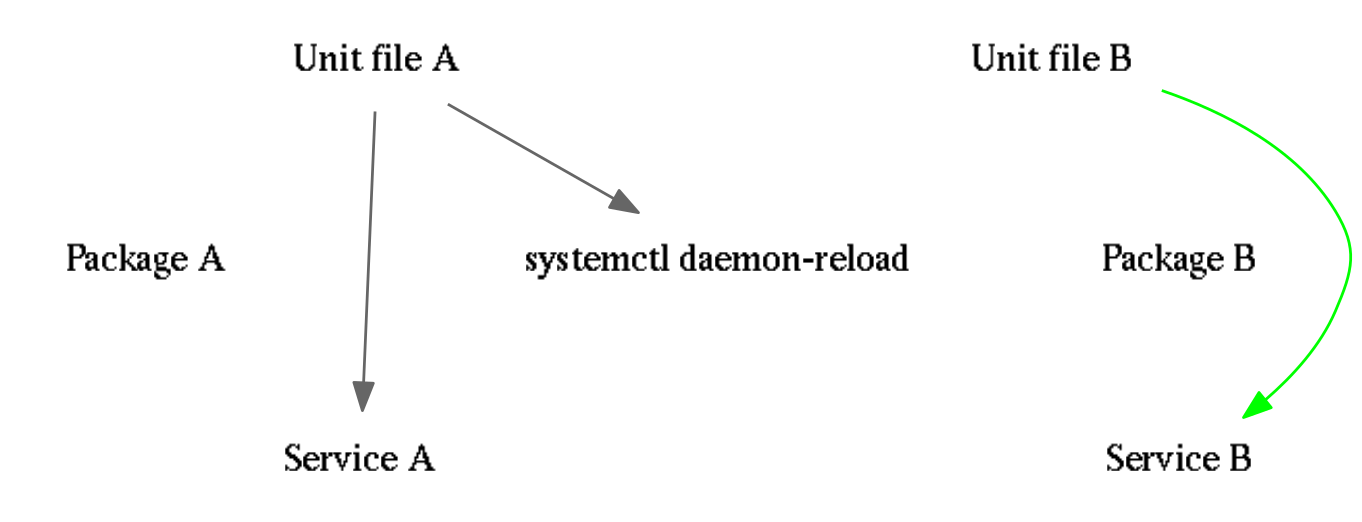 Unit file A
Unit file B
Package A
systemctl daemon-reload
Package B
Service A
Service B